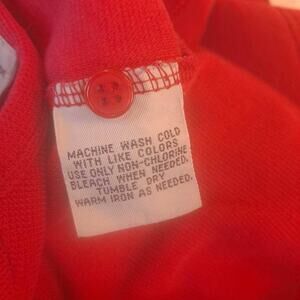 MACHINE WASH COLD
WITH LIKE COLORS
USE ONLY NON-CHLORINE
BLEACH WHEN NEEDED.
TUMBLE DRY
WARM IRON AS NEEDED.